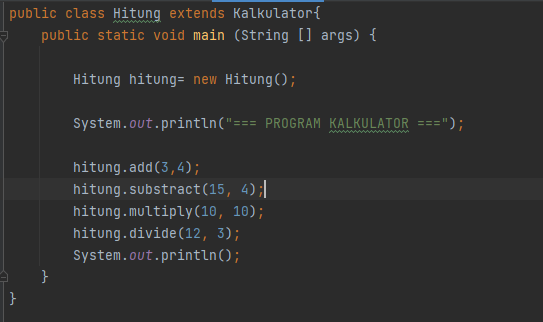 public class Hitung extends Kalkulator{
public static void main (String [] args) {
Hitung hitung= new Hitung();
System.out.println("=== PROGRAM KALKULATOR ===");
hitung.add(3,4);
hitung.substract(15, 4);
hitung.multiply(10, 10);
hitung.divide(12, 3);
System.out.println();
}
}